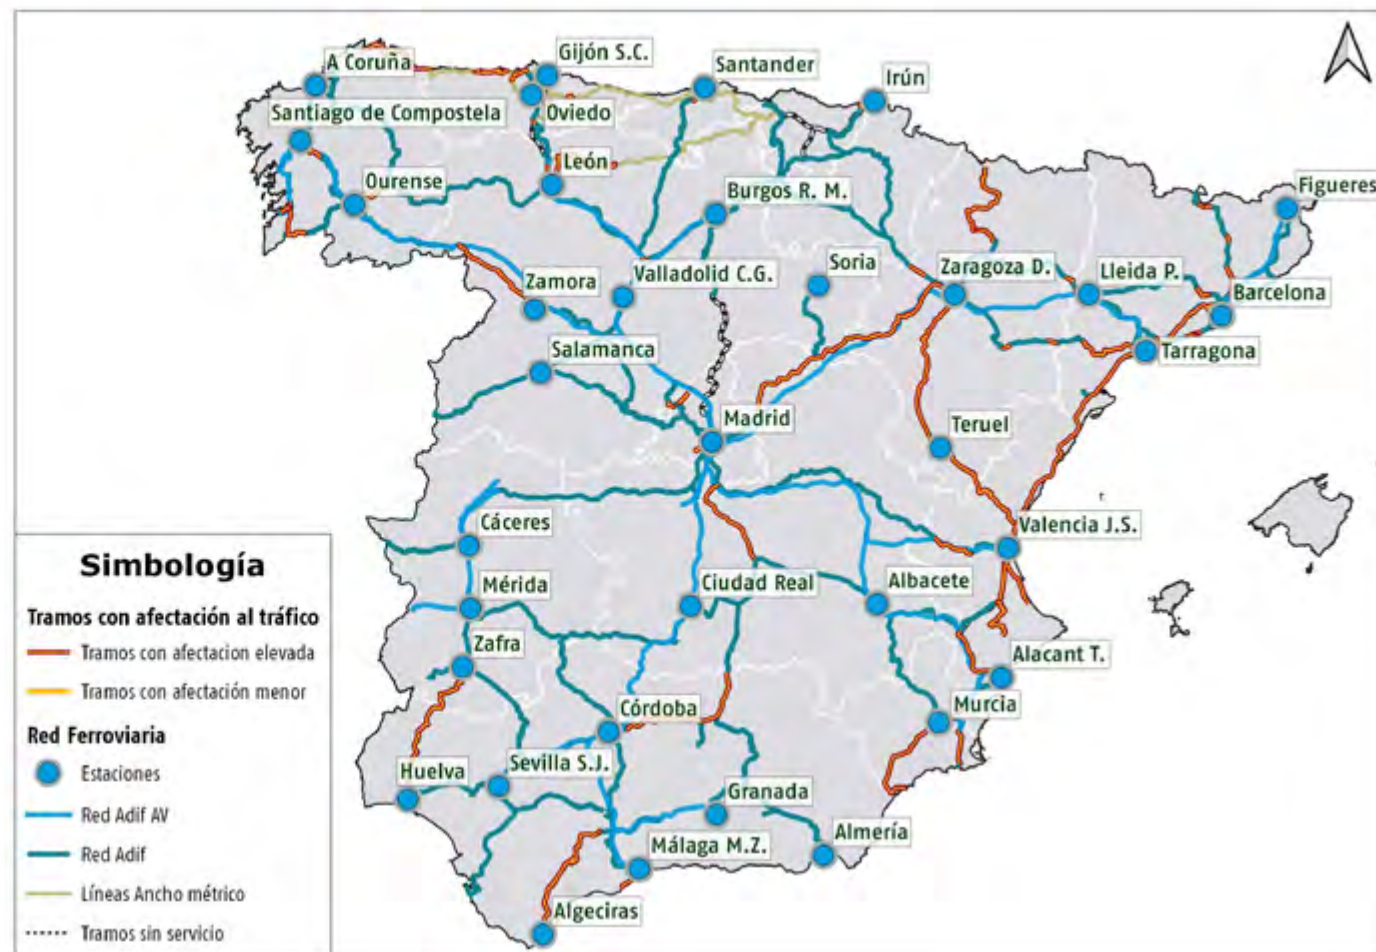 Gijón S.C.
A Coruña
Santander
Irún
Santiago de Compostela
Oviedo
León
Ourense
Burgos R. M.
Figueres
Soria
Zaragoza D.
Lleida P.
Valladolid C.G.
Zamora
Barcelona
Salamanca
Tarragona
Madrid
Teruel
Cáceres
Valencia J.S.
Mérida
Ciudad Real
Albacete
Zafra
Alacant T.
Murcia
Córdoba
Huelva
Sevilla S.J.
Granada
Almería
Málaga M.Z.
Algeciras
Simbología
Tramos con afectación al tráfico
Tramos con afectacion elevada
Tramos con afectación menor
Red Ferroviaria
Estaciones
Red Adif AV
Red Adif
Líneas Ancho métrico
Tramos sin servicio